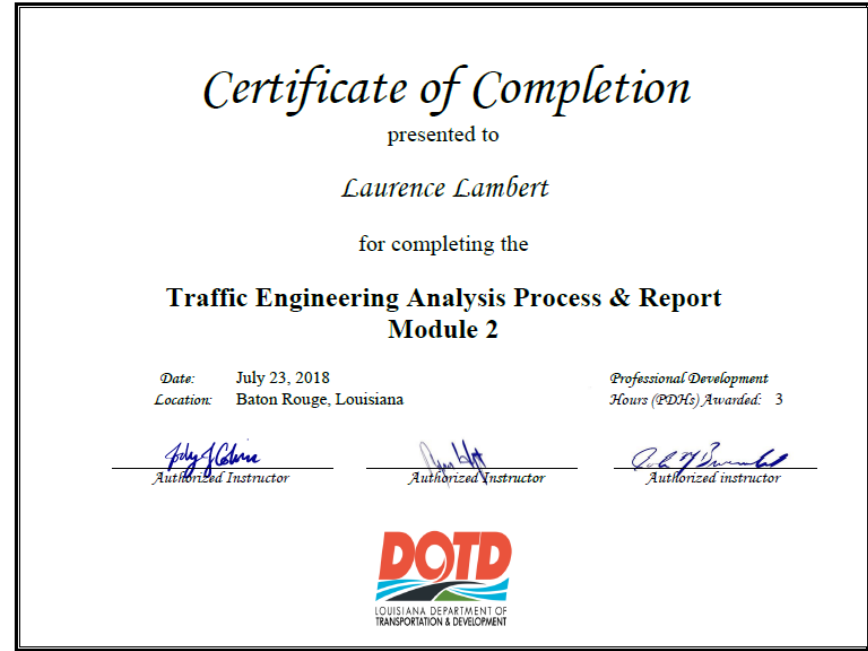 Certificate of Completion
presented to
Laurence Lambert
for completing the
Traffic Engineering Analysis Process & Report
Module 2
Date: July 23, 2018
Location: Baton Rouge, Louisiana
Professional Development
Hours (PDHs) Awarded: 3
Authorized Instructor
Authorized Instructor
Authorized instructor
DOTD
LOUISIANA DEPARTMENT OF
TRANSPORTATION & DEVELOPMENT